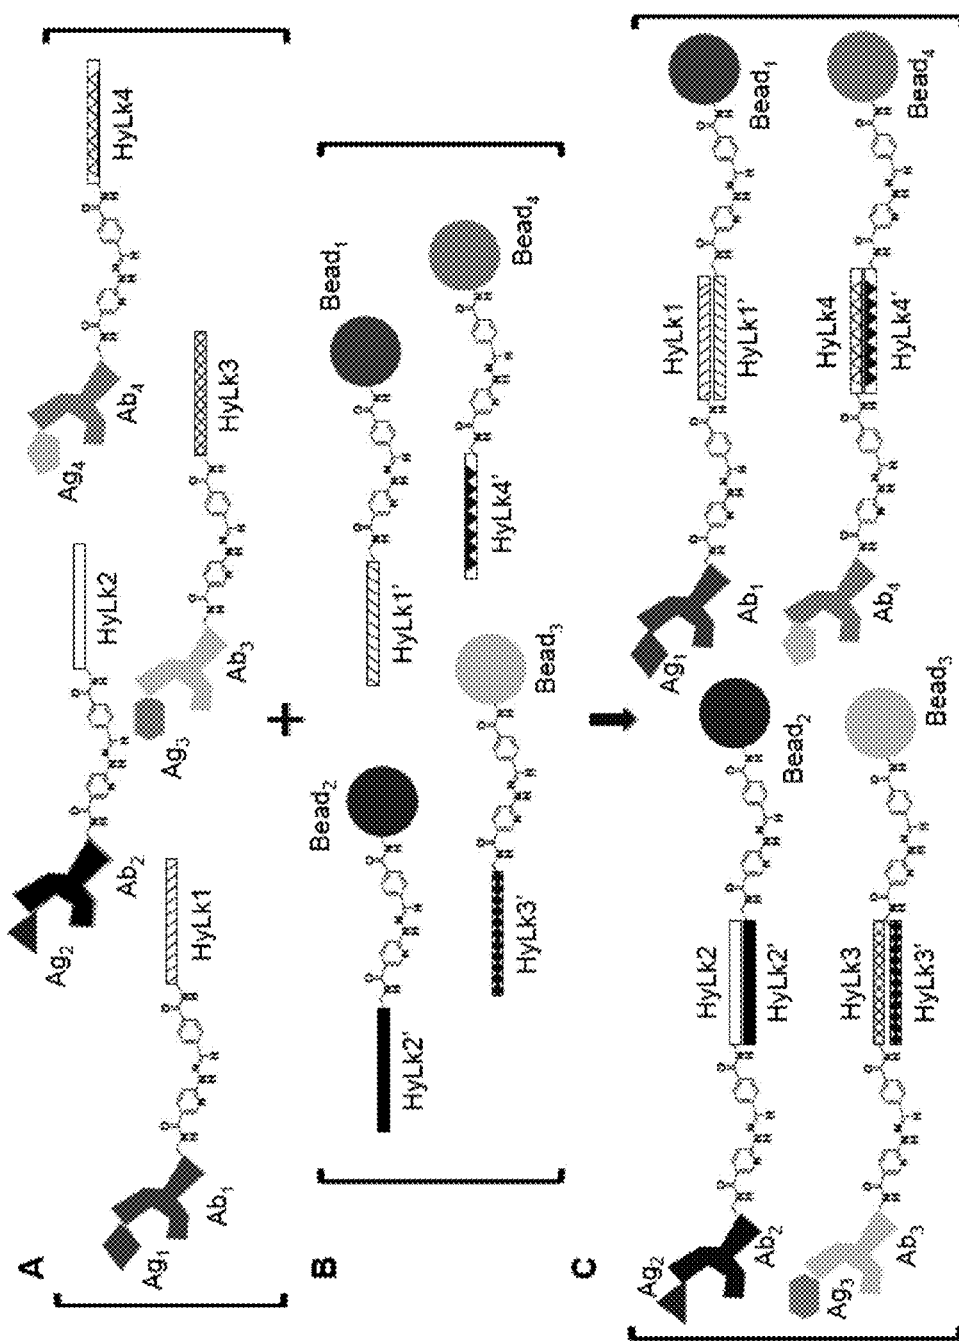 A
Ag₁
Ab₁
HyLk1
Ag₂
Ab₂
HyLk2
Ag₃
Ab₃
HyLk3
Ag₄
Ab₄
HyLk4
+
B
HyLk2'
Bead₂
HyLk3'
Bead₃
HyLk1'
Bead₁
HyLk4'
Bead₄
C
Ag₂
Ab₂
HyLk2
HyLk2'
Bead₂
Ag₁
Ab₁
HyLk1
HyLk1'
Bead₁
Ag₃
Ab₃
HyLk3
HyLk3'
Bead₃
Ab₄
HyLk4
HyLk4'
Bead₄